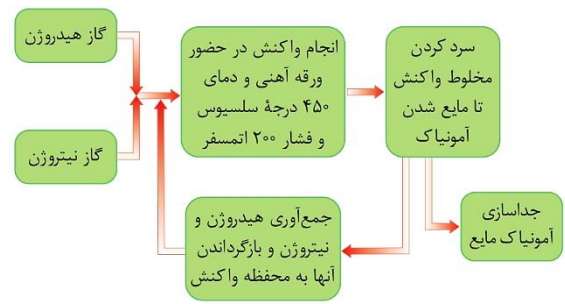 گاز هیدروژن
گاز نیتروژن
انجام واکنش در حضور
ورقه آهنی و دمای
۴۵۰ درجۀ سلسیوس
و فشار ۲۰۰ اتمسفر
سرد کردن
مخلوط واکنش
تا مایع شدن
آمونیاک
جداسازی
آمونیاک مایع
جمع‌آوری هیدروژن و
نیتروژن و بازگرداندن
آنها به محفظه واکنش